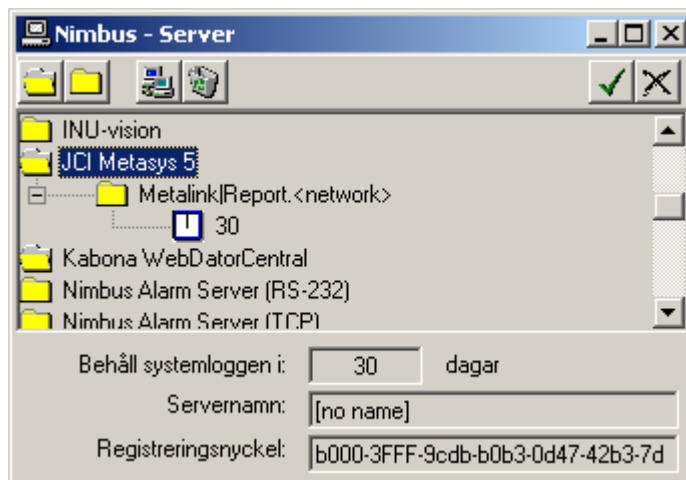 Nimbus - Server
INU-vision
JCI Metasys 5
Metalink|Report.<network>
30
Kabona WebDatorCentral
Nimbus Alarm Server (RS-232)
Nimbus Alarm Server (TCP)
Behåll systemloggen i: 30 dagar
Servernamn: [no name]
Registreringsnyckel: b000-3FFF-9cdb-b0b3-0d47-42b3-7d